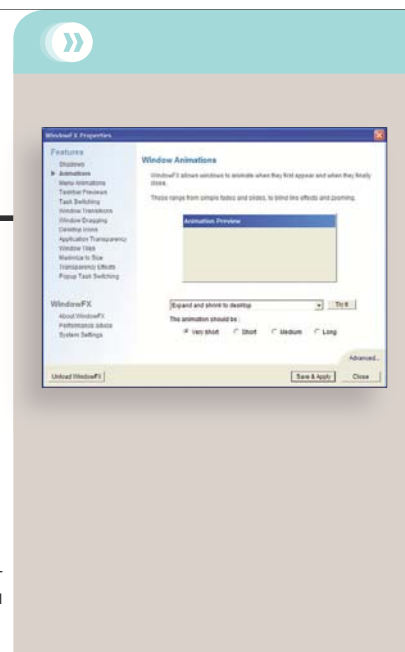 WindowFX Properties
Features
Shadows
Animations
Menu Animations
Taskbar Previews
Task Switching
Window Transitions
Window Dragging
Desktop Icons
Application Transparency
Window Tiles
Maximize to Size
Transparency Effects
Popup Task Switching
WindowFX
About WindowFX
Performance advice
System Settings
Window Animations
WindowFX allows windows to animate when they first appear and when they finally
close.
These range from simple fades and slides, to blind like effects and zooming.
Animation Preview
Expand and shrink to desktop
Try It
The animation should be :
Very short Short Medium Long
Advanced...
Unload WindowFX Save & Apply Close